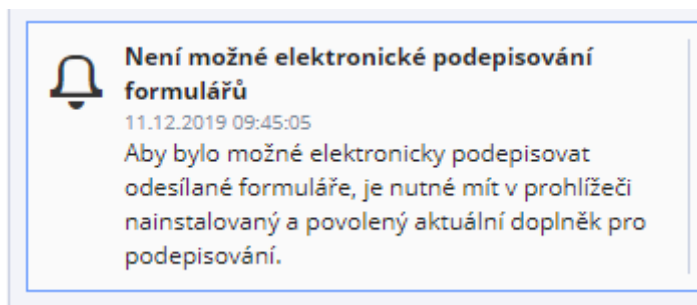 Není možné elektronické podepisování
formulářů
11.12.2019 09:45:05
Aby bylo možné elektronicky podepisovat
odesílané formuláře, je nutné mít v prohlížeči
nainstalovaný a povolený aktuální doplněk pro
podepisování.